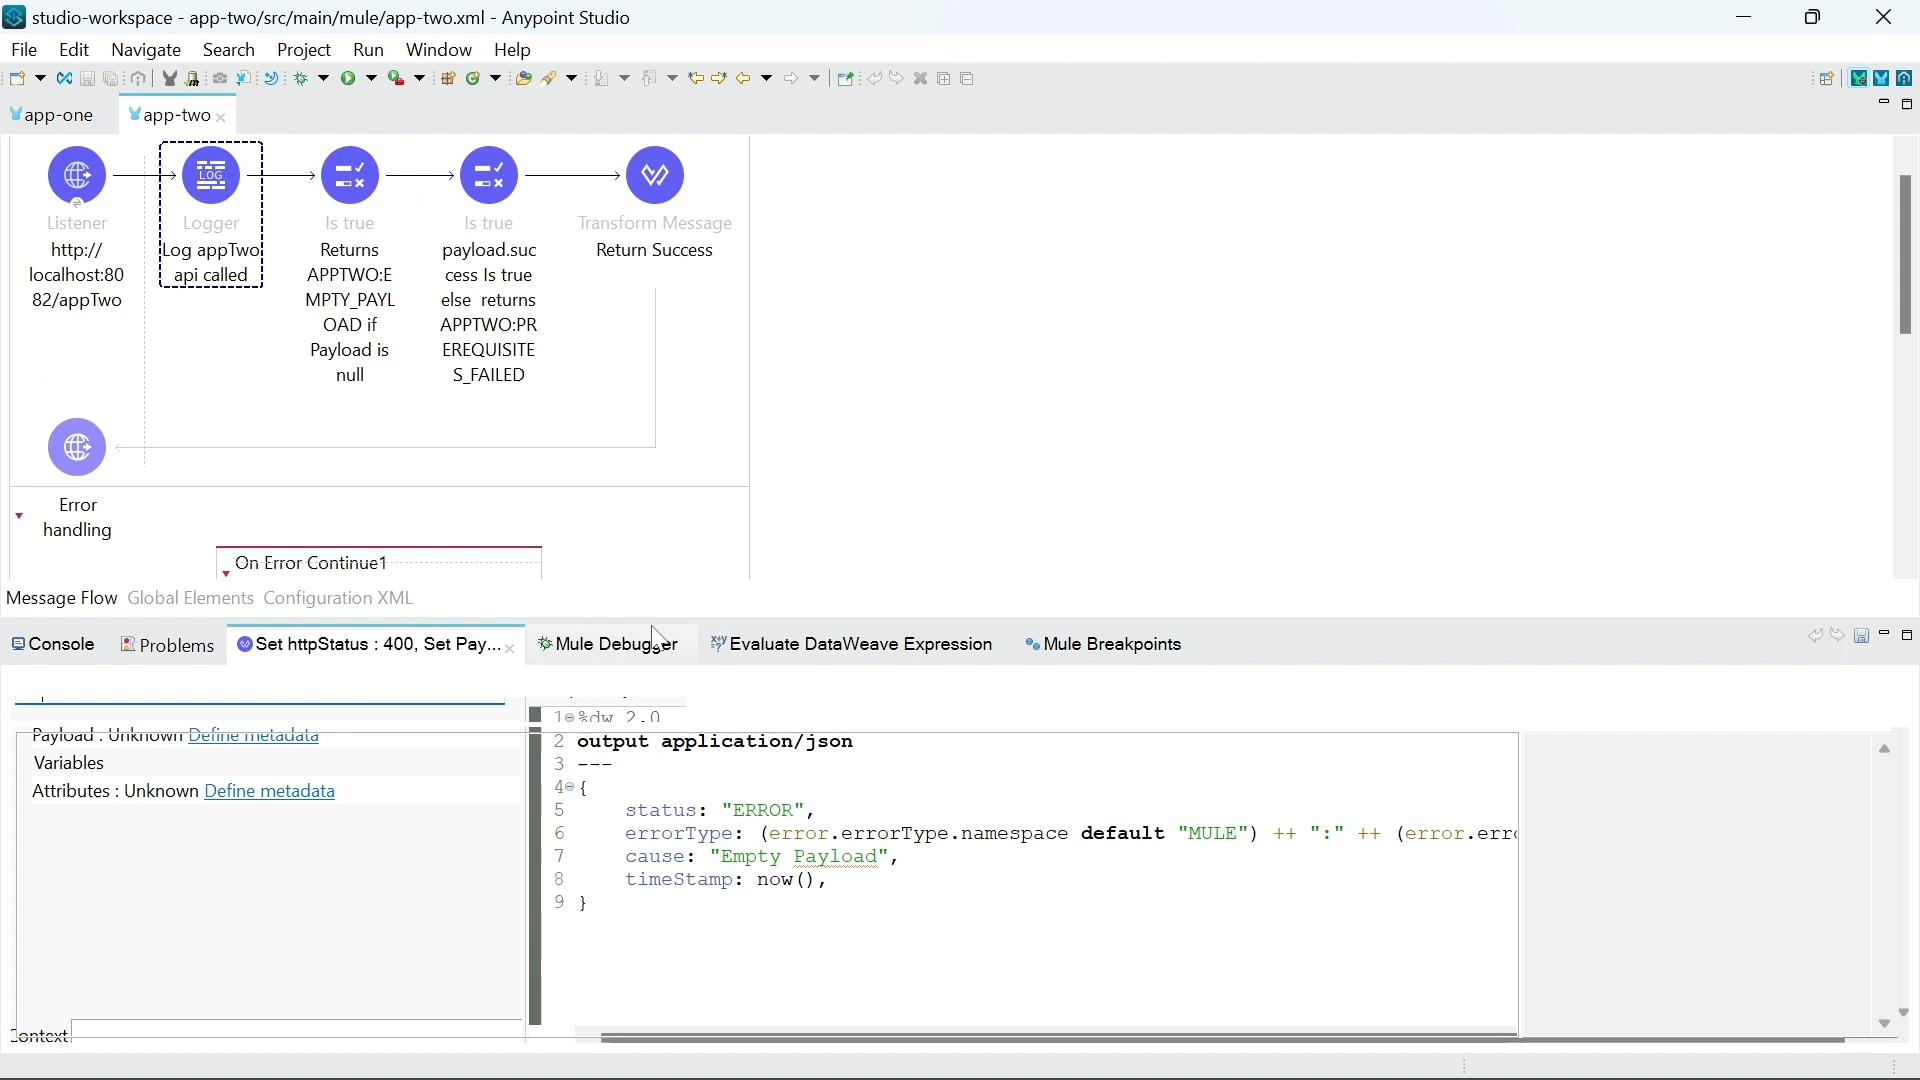 studio-workspace - app-two/src/main/mule/app-two.xml - Anypoint Studio
File Edit Navigate Search Project Run Window Help
app-one app-two
LOG
Listener Logger Is true Is true Transform Message
http://
localhost:80
82/appTwo
Log appTwo
api called
Returns
APPTWO:E
MPTY_PAYL
OAD if
Payload is
null
payload.suc
cess Is true
else returns
APPTWO:PR
EREQUISITE
S_FAILED
Return Success
Error
handling
On Error Continue1
Message Flow Global Elements Configuration XML
Console Problems Set httpStatus : 400, Set Pay... Mule Debugger Evaluate DataWeave Expression Mule Breakpoints
Payload : Unknown Define metadata
Variables
Attributes : Unknown Define metadata
Context
1 %dw 2.0
2 output application/json
3 ---
4 {
5 status: "ERROR",
6 errorType: (error.errorType.namespace default "MULE") ++ ":" ++ (error.erro
7 cause: "Empty Payload",
8 timeStamp: now(),
9 }